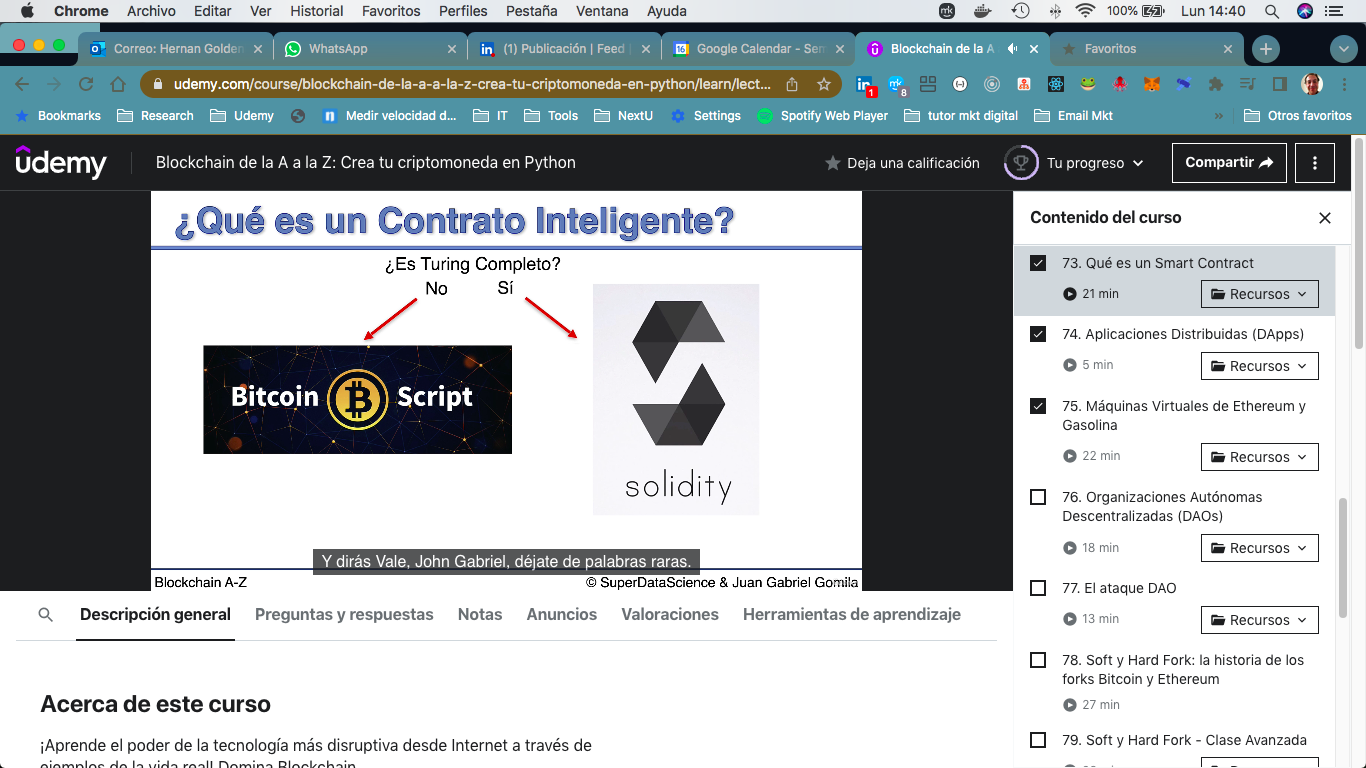 Chrome Archivo Editar Ver Historial Favoritos Perfiles Pestaña Ventana Ayuda
100% Lun 14:40
Correo: Hernan Golden
WhatsApp
(1) Publicación | Feed |
Google Calendar - Sem
Blockchain de la A
Favoritos
udemy.com/course/blockchain-de-la-a-a-la-z-crea-tu-criptomoneda-en-python/learn/lect...
1
8
Bookmarks Research Udemy Medir velocidad d... IT Tools NextU Settings Spotify Web Player tutor mkt digital Email Mkt » Otros favoritos
udemy
Blockchain de la A a la Z: Crea tu criptomoneda en Python
Deja una calificación
Tu progreso
Compartir
¿Qué es un Contrato Inteligente?
¿Es Turing Completo?
No Sí
Bitcoin Script
solidity
Y dirás Vale, John Gabriel, déjate de palabras raras.
Blockchain A-Z
© SuperDataScience & Juan Gabriel Gomila
Contenido del curso
73. Qué es un Smart Contract
21 min
Recursos
74. Aplicaciones Distribuidas (DApps)
5 min
Recursos
75. Máquinas Virtuales de Ethereum y
Gasolina
22 min
Recursos
76. Organizaciones Autónomas
Descentralizadas (DAOs)
18 min
Recursos
77. El ataque DAO
13 min
Recursos
78. Soft y Hard Fork: la historia de los
forks Bitcoin y Ethereum
27 min
79. Soft y Hard Fork - Clase Avanzada
Descripción general Preguntas y respuestas Notas Anuncios Valoraciones Herramientas de aprendizaje
Acerca de este curso
¡Aprende el poder de la tecnología más disruptiva desde Internet a través de
ejemplos de la vida real! Domina Blockchain